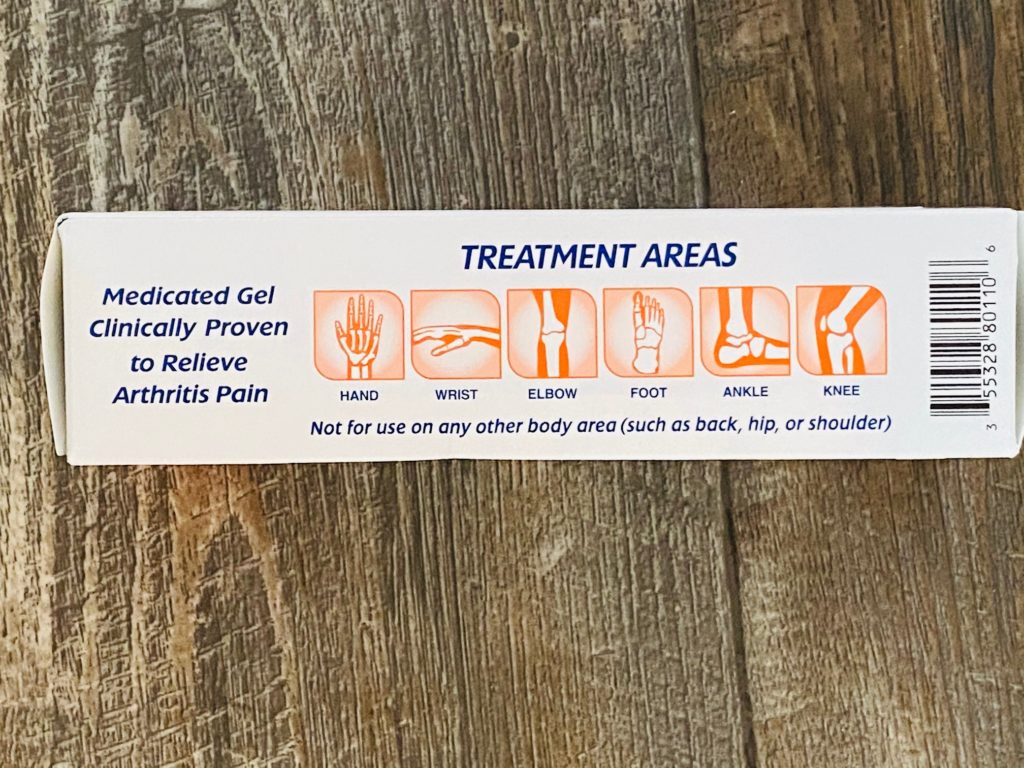 TREATMENT AREAS
Medicated Gel
Clinically Proven
to Relieve
Arthritis Pain
HAND WRIST ELBOW FOOT ANKLE KNEE
Not for use on any other body area (such as back, hip, or shoulder)
3 55328 80110 6